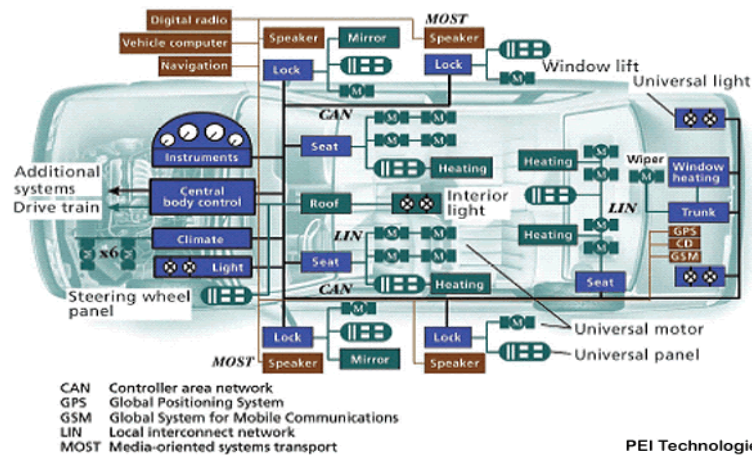 Digital radio
MOST
Vehicle computer
Speaker
Mirror
Speaker
Navigation
Lock
M
Lock
M
Window lift
Universal light
CAN
M
M
Instruments
Seat
M
M
M
Wiper
Heating
Heating
M
Window
heating
Additional
systems
Central
body control
Drive train
Roof
Interior
light
LIN
Trunk
Climate
LIN
M
M
Heating
M
GPS
CD
GSM
x6
Light
Seat
M
M
M
Steering wheel
panel
CAN
Heating
Seat
M
M
Universal motor
Lock
Lock
Universal panel
MOST
Speaker
Mirror
Speaker
CAN Controller area network
GPS Global Positioning System
GSM Global System for Mobile Communications
LIN Local interconnect network
MOST Media-oriented systems transport
PEI Technologie